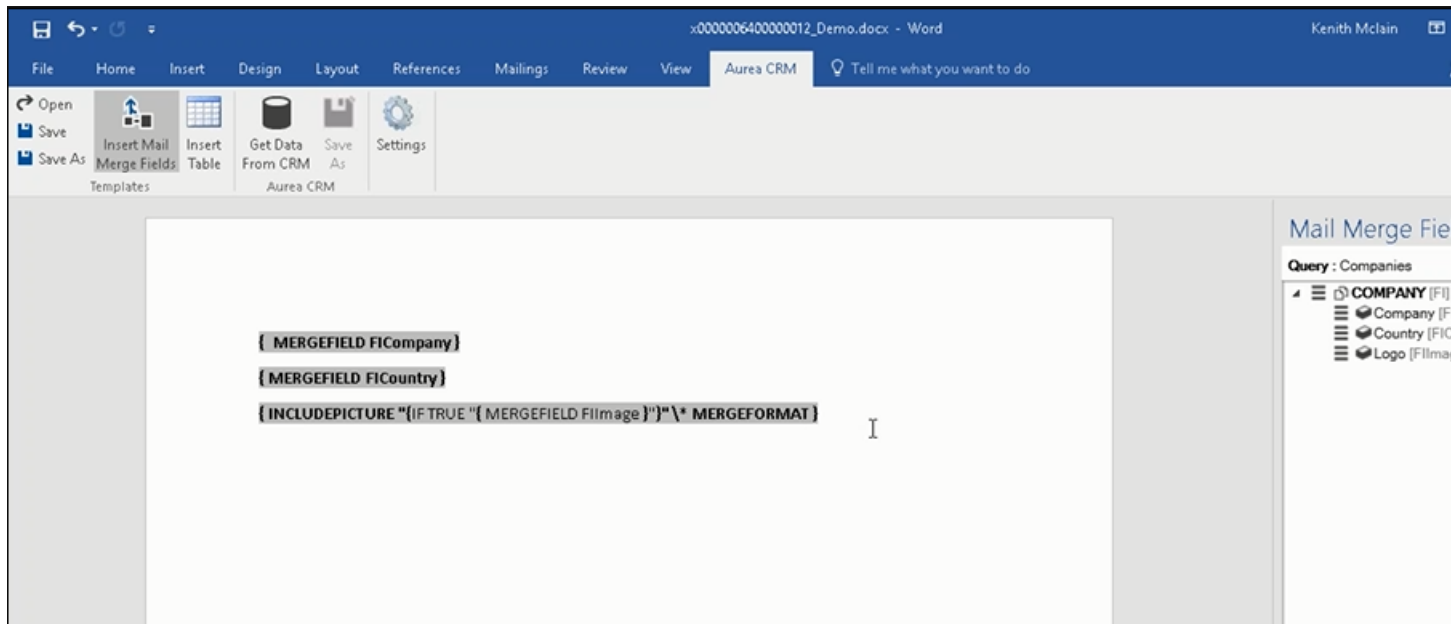 x0000006400000012_Demo.docx - Word
Kenith Mclain
File Home Insert Design Layout References Mailings Review View Aurea CRM Tell me what you want to do
Open
Save
Save As
Insert Mail Merge Fields
Insert Table
Get Data From CRM
Save As
Settings
Templates
Aurea CRM
{ MERGEFIELD FICompany }
{ MERGEFIELD FICountry }
{ INCLUDEPICTURE "{IF TRUE "{ MERGEFIELD FIImage }"}" \* MERGEFORMAT }
Mail Merge Fie
Query : Companies
COMPANY [FI]
Company [F
Country [FIC
Logo [FIImag